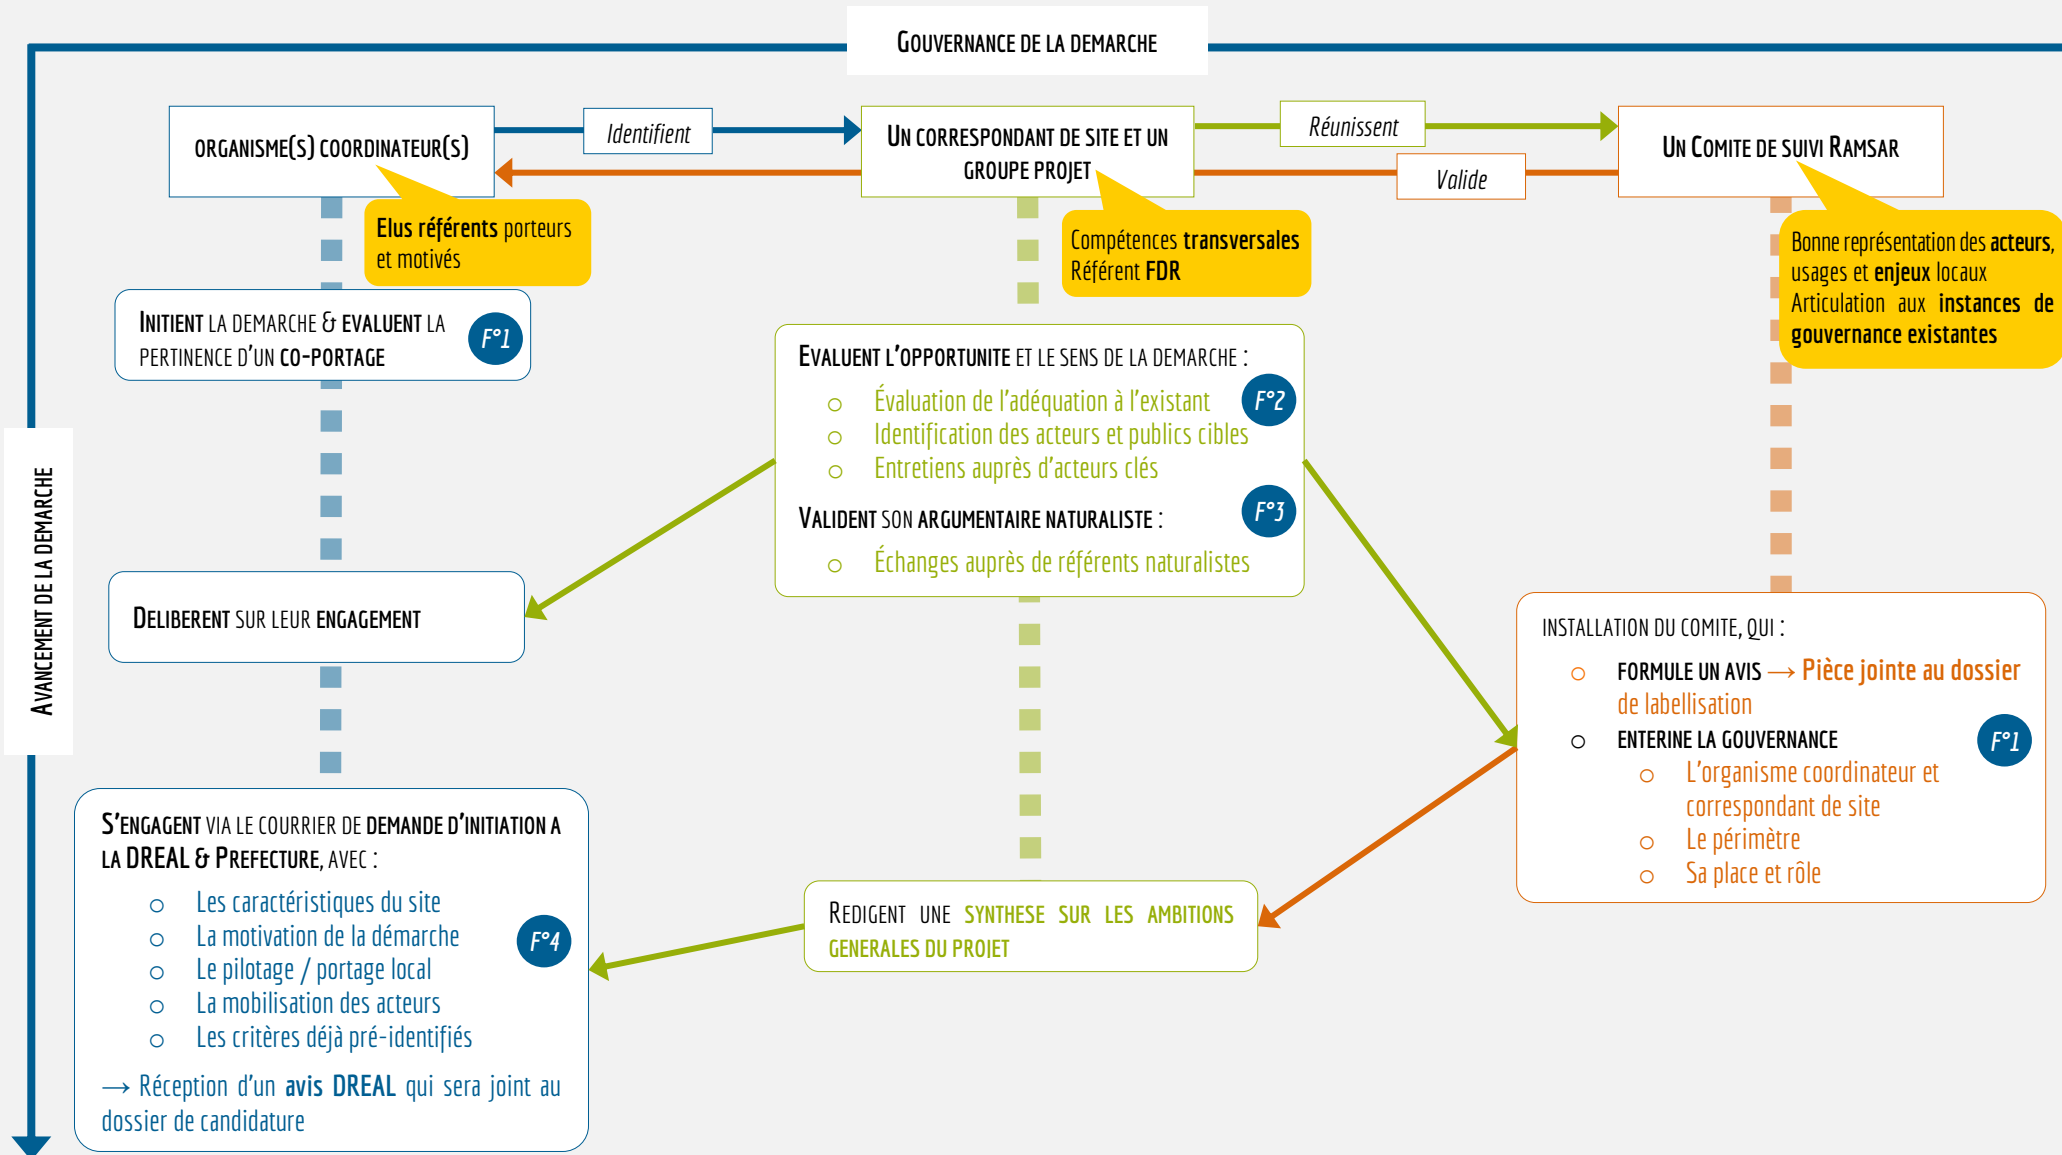 GOUVERNANCE DE LA DEMARCHE
ORGANISME(S) COORDINATEUR(S)
Identifient
UN CORRESPONDANT DE SITE ET UN
GROUPE PROJET
Réunissent
Valide
UN COMITE DE SUIVI RAMSAR
Elus référents porteurs
et motivés
Compétences transversales
Référent FDR
Bonne représentation des acteurs,
usages et enjeux locaux
Articulation aux instances de
gouvernance existantes
AVANCEMENT DE LA DEMARCHE
INITIENT LA DEMARCHE & EVALUENT LA
PERTINENCE D'UN CO-PORTAGE
F°1
EVALUENT L'OPPORTUNITE ET LE SENS DE LA DEMARCHE :
o Évaluation de l'adéquation à l'existant
o Identification des acteurs et publics cibles
o Entretiens auprès d'acteurs clés
F°2
VALIDENT SON ARGUMENTAIRE NATURALISTE :
o Échanges auprès de référents naturalistes
F°3
DELIBERENT SUR LEUR ENGAGEMENT
INSTALLATION DU COMITE, QUI :
o FORMULE UN AVIS → Pièce jointe au dossier
de labellisation
o ENTERINE LA GOUVERNANCE
o L'organisme coordinateur et
correspondant de site
o Le périmètre
o Sa place et rôle
F°1
REDIGENT UNE SYNTHESE SUR LES AMBITIONS
GENERALES DU PROJET
S'ENGAGENT VIA LE COURRIER DE DEMANDE D'INITIATION A
LA DREAL & PREFECTURE, AVEC :
o Les caractéristiques du site
o La motivation de la démarche
o Le pilotage / portage local
o La mobilisation des acteurs
o Les critères déjà pré-identifiés
F°4
→ Réception d'un avis DREAL qui sera joint au
dossier de candidature